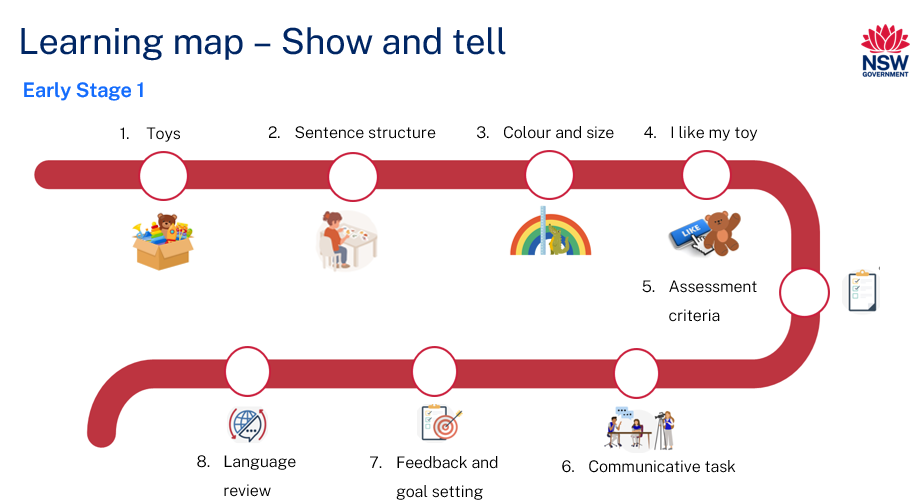 Learning map – Show and tell
NSW
GOVERNMENT
Early Stage 1
1. Toys
2. Sentence structure
3. Colour and size
4. I like my toy
LIKE
5. Assessment
criteria
6. Communicative task
7. Feedback and
goal setting
8. Language
review